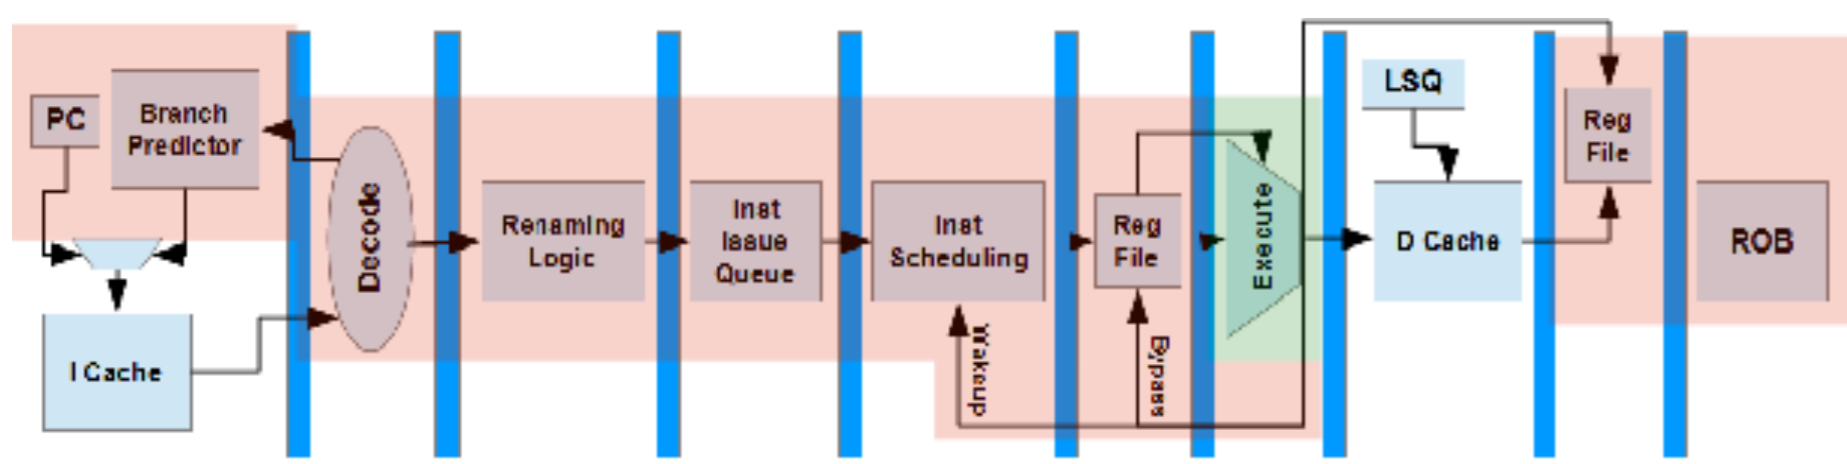 PC
Branch
Predictor
I Cache
Decode
Renaming
Logic
Inst
Issue
Queue
Inst
Scheduling
Wakeup
Reg
File
Bypass
Execute
LSQ
D Cache
Reg
File
ROB